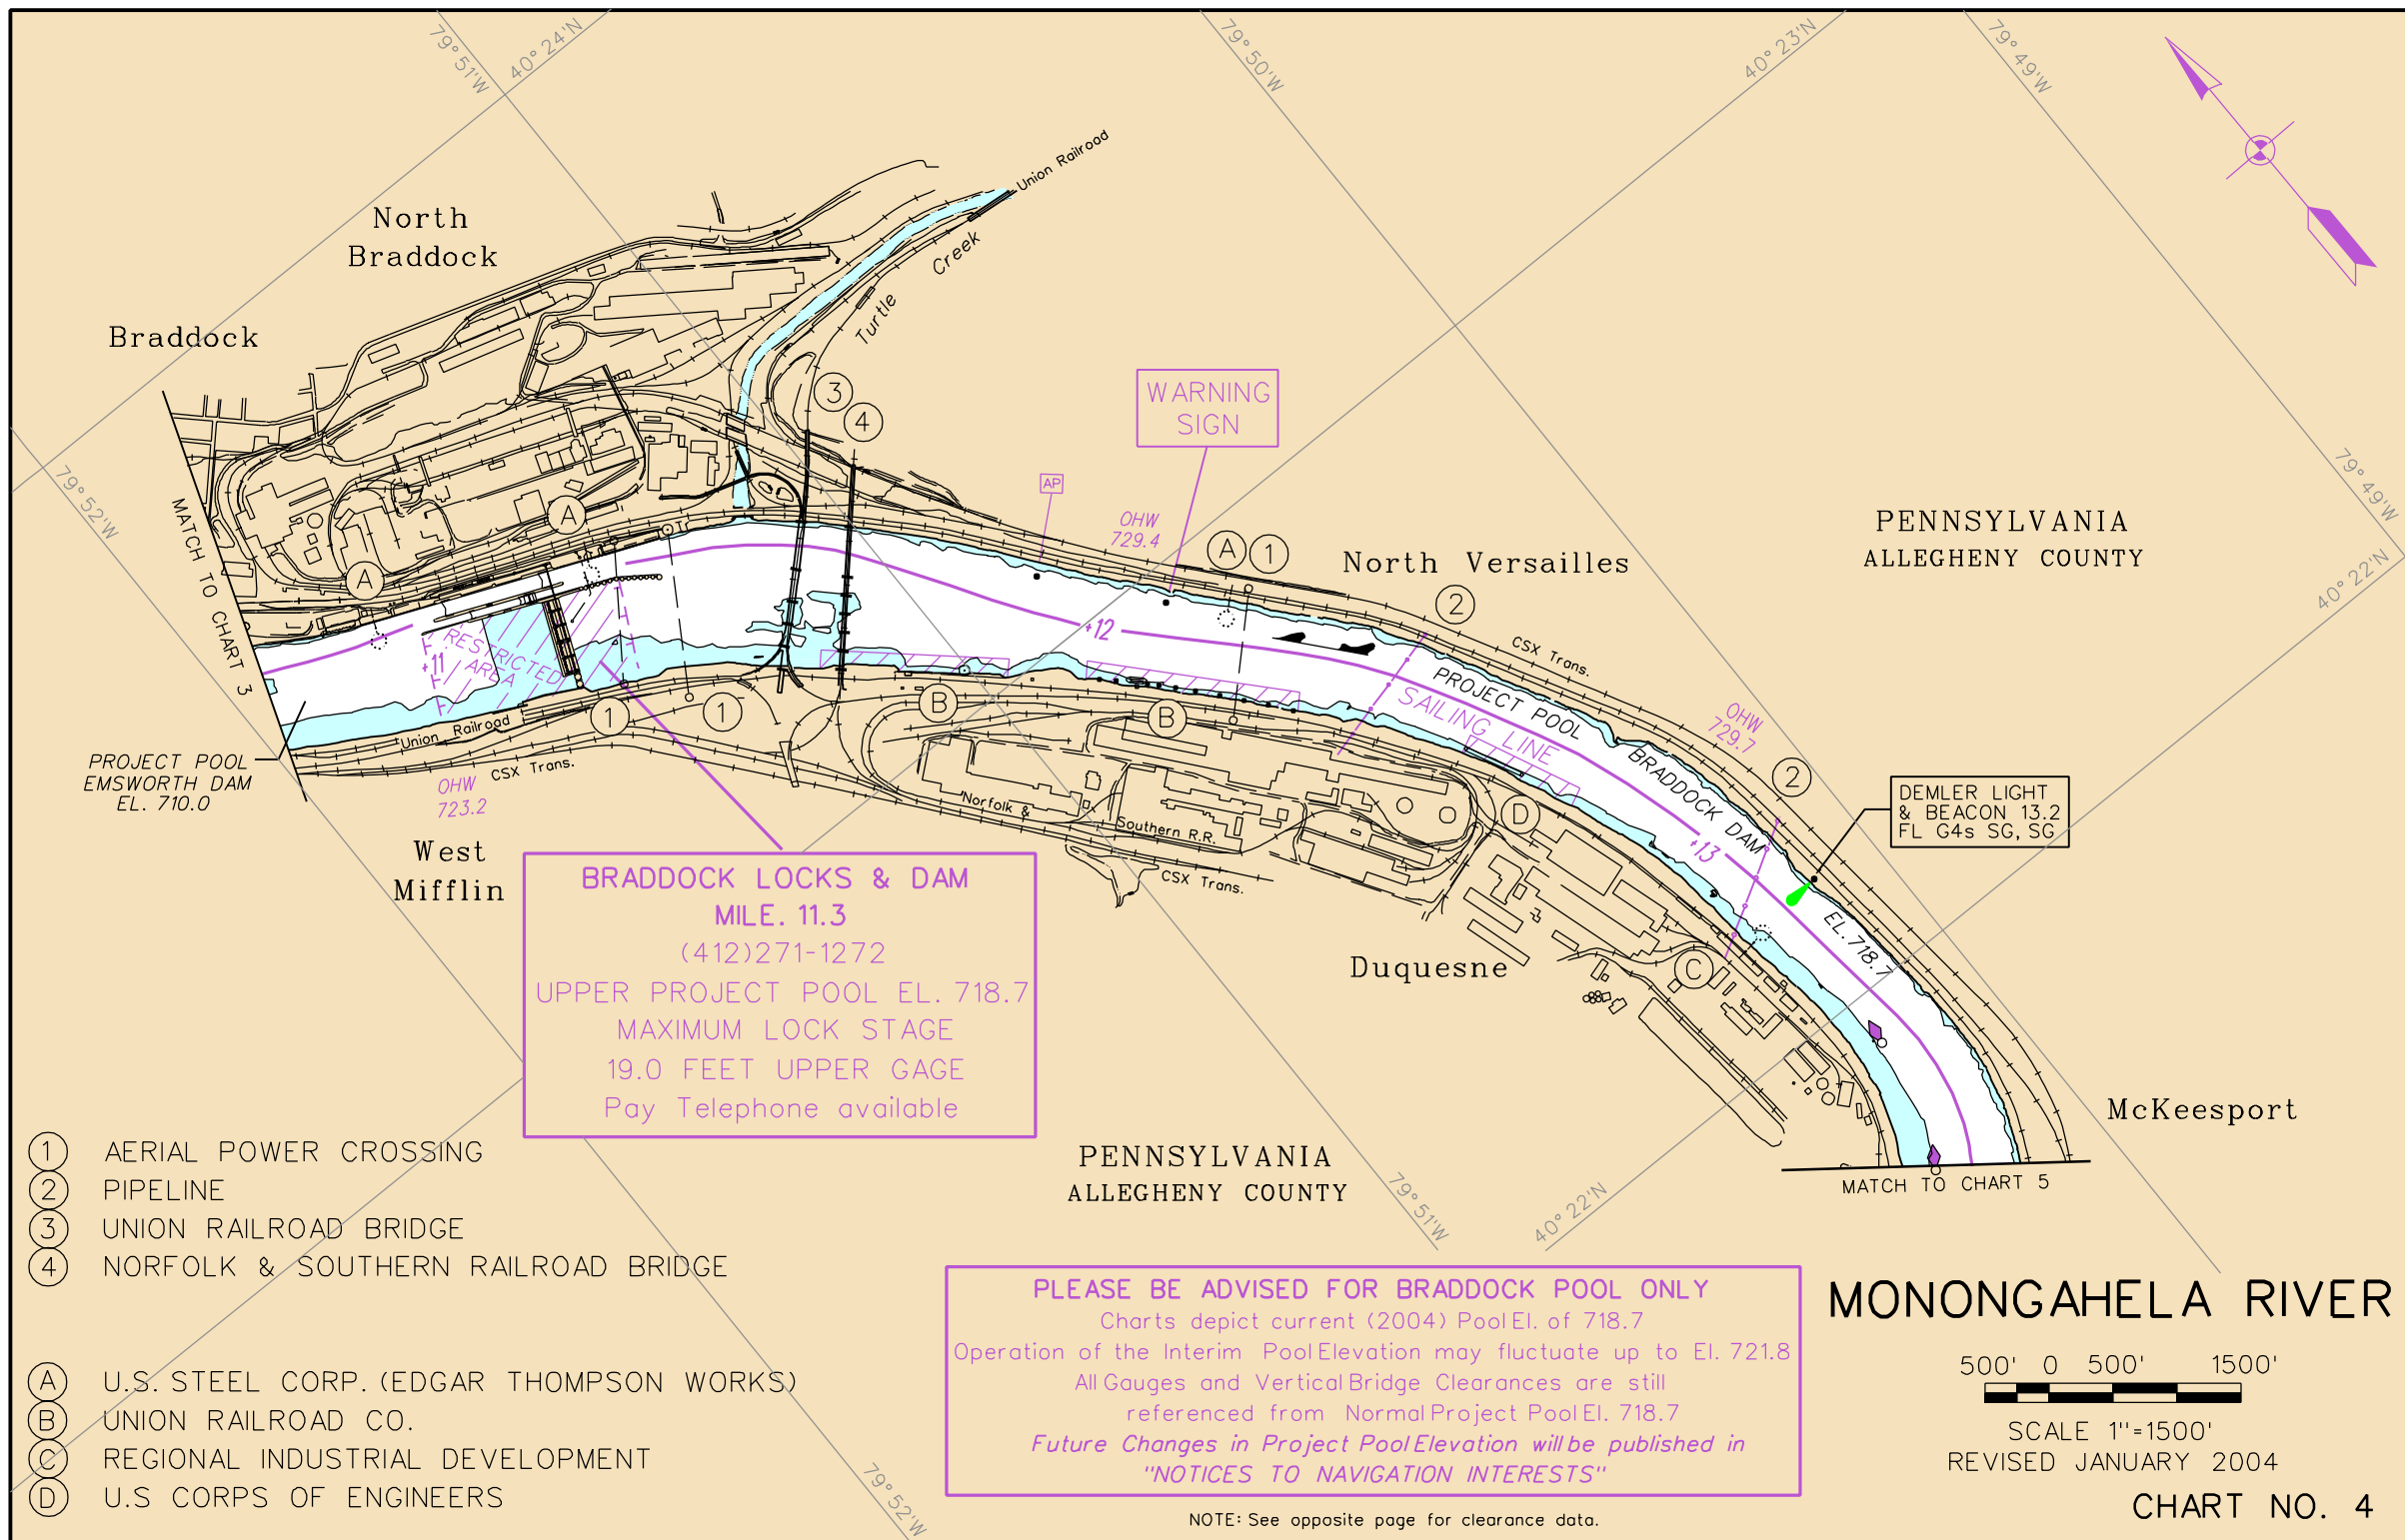 79°51'W
40°24'N
79°50'W
40°23'N
79°49'W
Union Railroad
North
Braddock
Turtle
Creek
Braddock
3
4
WARNING
SIGN
AP
79°52'W
79°49'W
MATCH TO CHART 3
A
A
OHW
729.4
A
1
North Versailles
PENNSYLVANIA
ALLEGHENY COUNTY
40°22'N
2
CSX Trans.
+11
RESTRICTED
AREA
+12
PROJECT POOL
BRADDOCK DAM
EL. 718.7
SAILING LINE
OHW
729.7
2
+13
DEMLER LIGHT
& BEACON 13.2
FL G4s SG, SG
1
1
B
B
D
C
Union Railroad
CSX Trans.
PROJECT POOL
EMSWORTH DAM
EL. 710.0
OHW
723.2
Norfolk &
Southern R.R.
CSX Trans.
West
Mifflin
Duquesne
McKeesport
BRADDOCK LOCKS & DAM
MILE. 11.3
(412)271-1272
UPPER PROJECT POOL EL. 718.7
MAXIMUM LOCK STAGE
19.0 FEET UPPER GAGE
Pay Telephone available
PENNSYLVANIA
ALLEGHENY COUNTY
79°51'W
40°22'N
MATCH TO CHART 5
1 AERIAL POWER CROSSING
2 PIPELINE
3 UNION RAILROAD BRIDGE
4 NORFOLK & SOUTHERN RAILROAD BRIDGE
A U.S. STEEL CORP. (EDGAR THOMPSON WORKS)
B UNION RAILROAD CO.
C REGIONAL INDUSTRIAL DEVELOPMENT
D U.S CORPS OF ENGINEERS
79°52'W
PLEASE BE ADVISED FOR BRADDOCK POOL ONLY
Charts depict current (2004) Pool El. of 718.7
Operation of the Interim Pool Elevation may fluctuate up to El. 721.8
All Gauges and Vertical Bridge Clearances are still
referenced from Normal Project Pool El. 718.7
Future Changes in Project Pool Elevation will be published in
"NOTICES TO NAVIGATION INTERESTS"
NOTE: See opposite page for clearance data.
MONONGAHELA RIVER
500' 0 500' 1500'
SCALE 1"=1500'
REVISED JANUARY 2004
CHART NO. 4